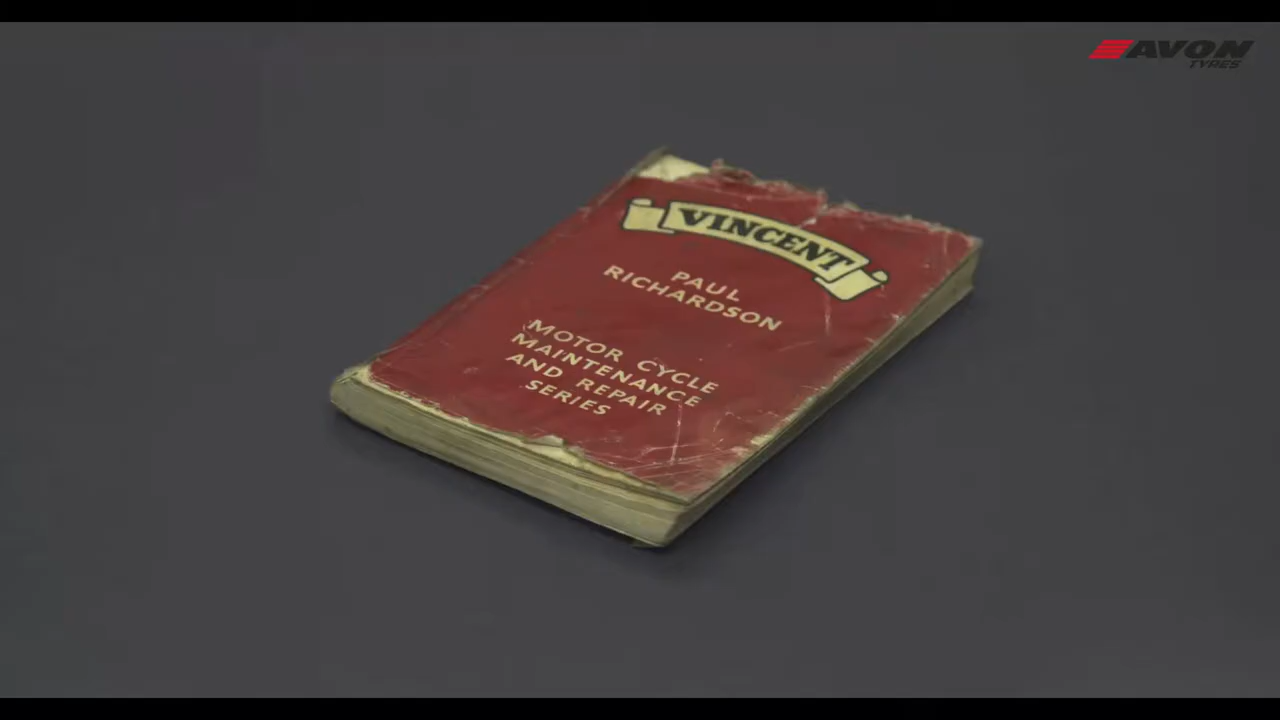 AVON
TYRES
VINCENT
PAUL
RICHARDSON
MOTOR CYCLE
MAINTENANCE
AND REPAIR
SERIES